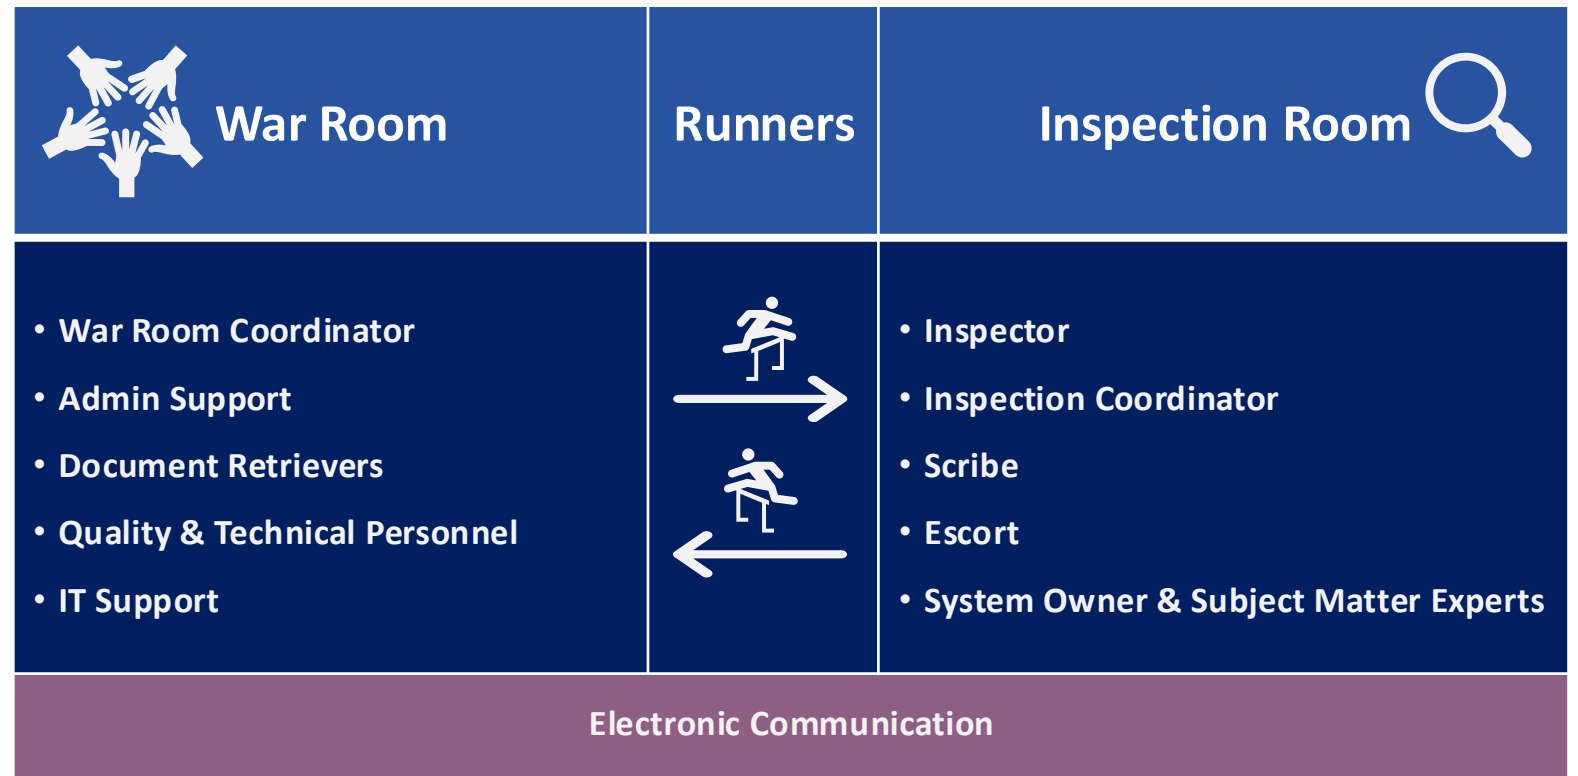 War Room
Runners
Inspection Room
• War Room Coordinator
• Admin Support
• Document Retrievers
• Quality & Technical Personnel
• IT Support
• Inspector
• Inspection Coordinator
• Scribe
• Escort
• System Owner & Subject Matter Experts
Electronic Communication